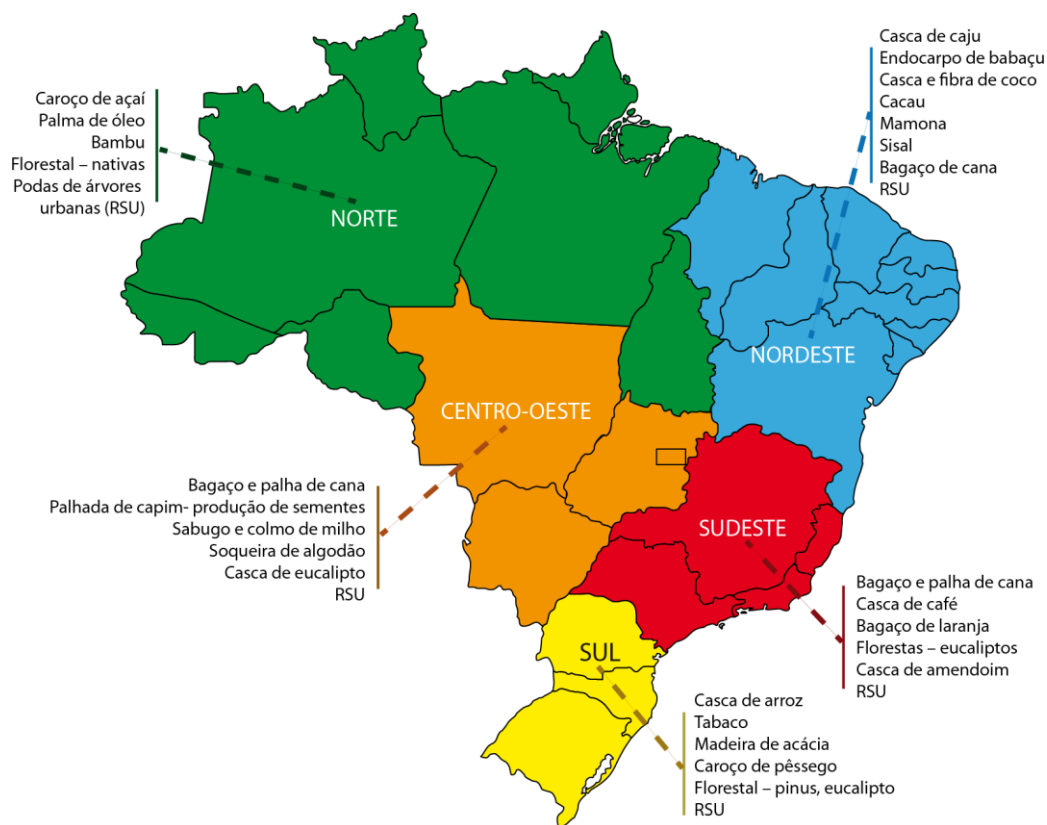 Caroço de açaí
Palma de óleo
Bambu
Florestal – nativas
Podas de árvores
urbanas (RSU)
NORTE
Casca de caju
Endocarpo de babaçu
Casca e fibra de coco
Cacau
Mamona
Sisal
Bagaço de cana
RSU
NORDESTE
CENTRO-OESTE
Bagaço e palha de cana
Palhada de capim- produção de sementes
Sabugo e colmo de milho
Soqueira de algodão
Casca de eucalipto
RSU
SUDESTE
Bagaço e palha de cana
Casca de café
Bagaço de laranja
Florestas – eucaliptos
Casca de amendoim
RSU
SUL
Casca de arroz
Tabaco
Madeira de acácia
Caroço de pêssego
Florestal – pinus, eucalipto
RSU